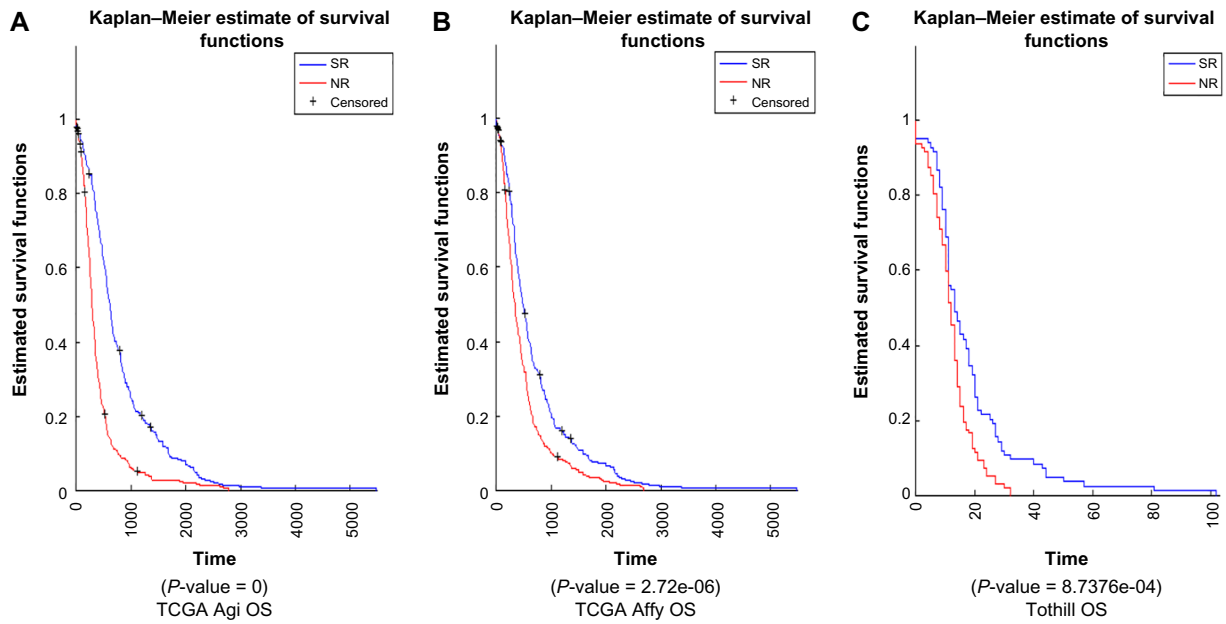 A
Kaplan–Meier estimate of survival
functions
SR
NR
Censored
Estimated survival functions
1
0.8
0.6
0.4
0.2
0
0
1000
2000
3000
4000
5000
Time
(P-value = 0)
TCGA Agi OS
B
Kaplan–Meier estimate of survival
functions
SR
NR
Censored
Estimated survival functions
1
0.8
0.6
0.4
0.2
0
0
1000
2000
3000
4000
5000
Time
(P-value = 2.72e-06)
TCGA Affy OS
C
Kaplan–Meier estimate of survival
functions
SR
NR
Estimated survival functions
1
0.8
0.6
0.4
0.2
0
0
20
40
60
80
100
Time
(P-value = 8.7376e-04)
Tothill OS